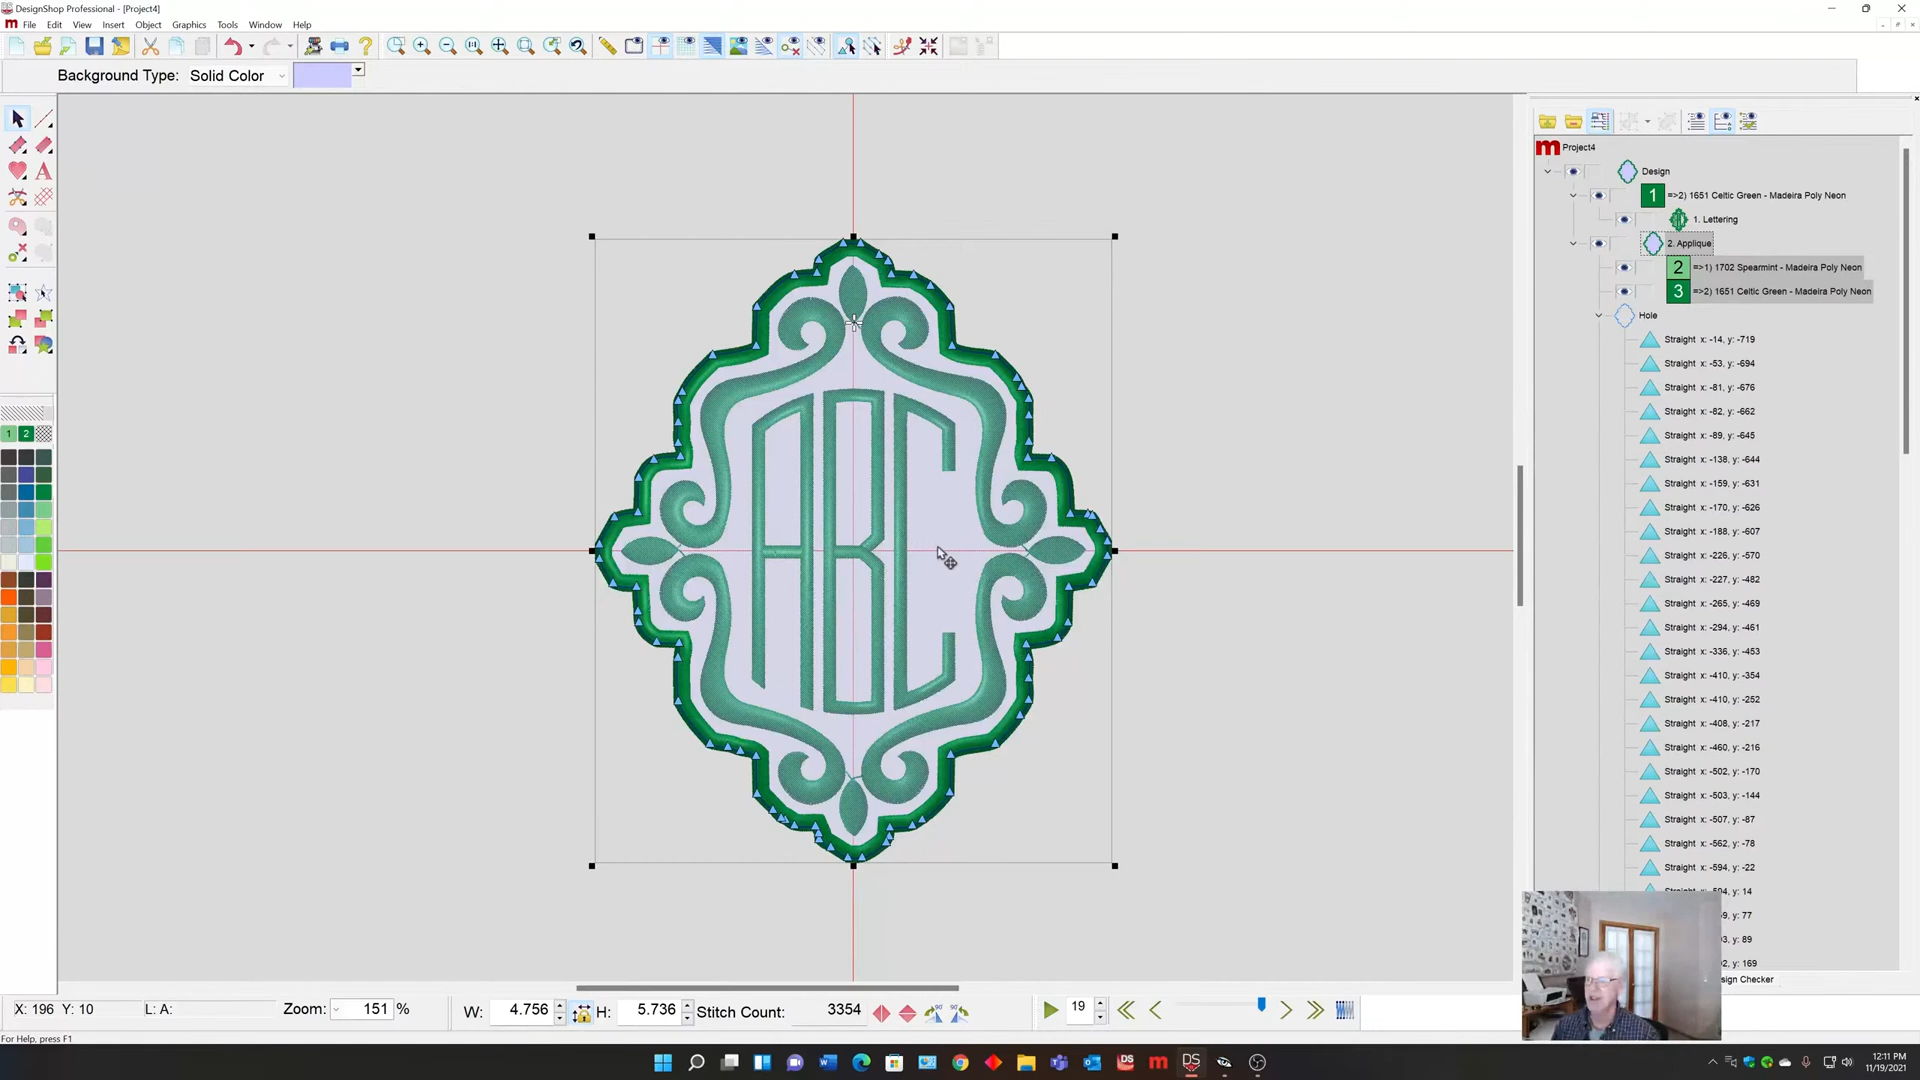 DesignShop Professional - [Project4]
File Edit View Insert Object Graphics Tools Window Help
Background Type: Solid Color
Project4
Design
1 =>2) 1651 Celtic Green - Madeira Poly Neon
1. Lettering
2. Applique
2 =>1) 1702 Spearmint - Madeira Poly Neon
3 =>2) 1651 Celtic Green - Madeira Poly Neon
Hole
Straight x: -14, y: -719
Straight x: -53, y: -694
Straight x: -81, y: -676
Straight x: -82, y: -662
Straight x: -89, y: -645
Straight x: -138, y: -644
Straight x: -159, y: -631
Straight x: -170, y: -626
Straight x: -188, y: -607
Straight x: -226, y: -570
Straight x: -227, y: -482
Straight x: -265, y: -469
Straight x: -294, y: -461
Straight x: -336, y: -453
Straight x: -410, y: -354
Straight x: -410, y: -252
Straight x: -408, y: -217
Straight x: -460, y: -216
Straight x: -502, y: -170
Straight x: -503, y: -144
Straight x: -507, y: -87
Straight x: -562, y: -78
Straight x: -594, y: -22
y: 14
y: 77
y: 89
y: 169
Checker
ABC
1 2
X: 196 Y: 10 L: A: Zoom: 151 % W: 4.756 H: 5.736 Stitch Count: 3354 19
For Help, press F1
12:11 PM
11/19/2021